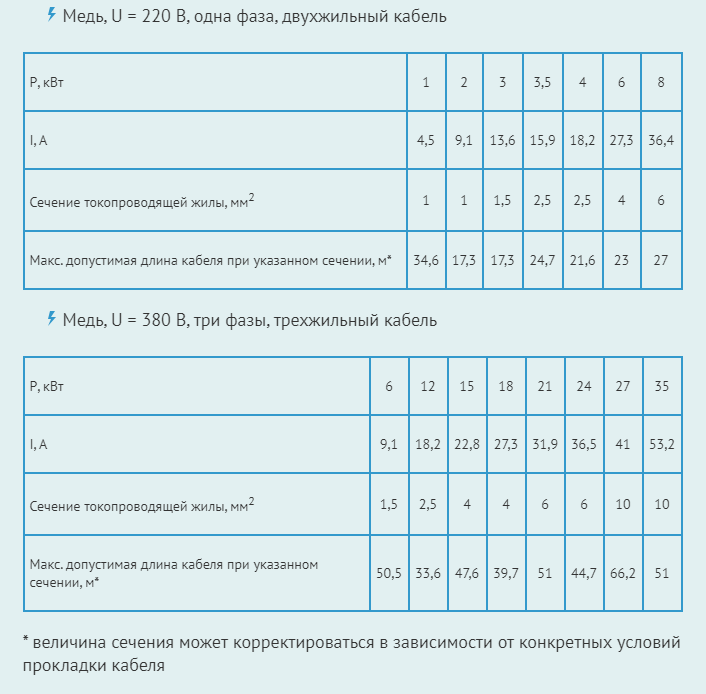 Медь, U = 220 В, одна фаза, двухжильный кабель
P, кВт 1 2 3 3,5 4 6 8
I, А 4,5 9,1 13,6 15,9 18,2 27,3 36,4
Сечение токопроводящей жилы, мм² 1 1 1,5 2,5 2,5 4 6
Макс. допустимая длина кабеля при указанном сечении, м* 34,6 17,3 17,3 24,7 21,6 23 27
Медь, U = 380 В, три фазы, трехжильный кабель
P, кВт 6 12 15 18 21 24 27 35
I, А 9,1 18,2 22,8 27,3 31,9 36,5 41 53,2
Сечение токопроводящей жилы, мм² 1,5 2,5 4 4 6 6 10 10
Макс. допустимая длина кабеля при указанном
сечении, м* 50,5 33,6 47,6 39,7 51 44,7 66,2 51
* величина сечения может корректироваться в зависимости от конкретных условий
прокладки кабеля